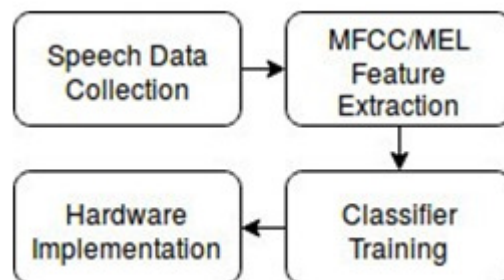 Speech Data
Collection
MFCC/MEL
Feature
Extraction
Classifier
Training
Hardware
Implementation